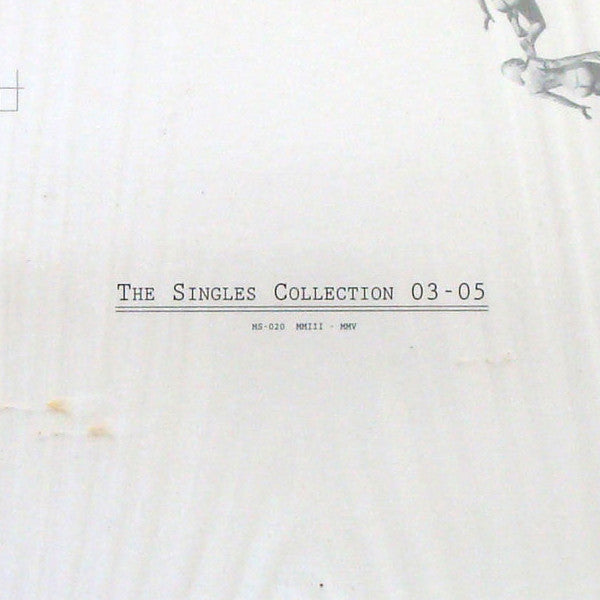 The Singles Collection 03-05
MS-020 MMIII - MMV